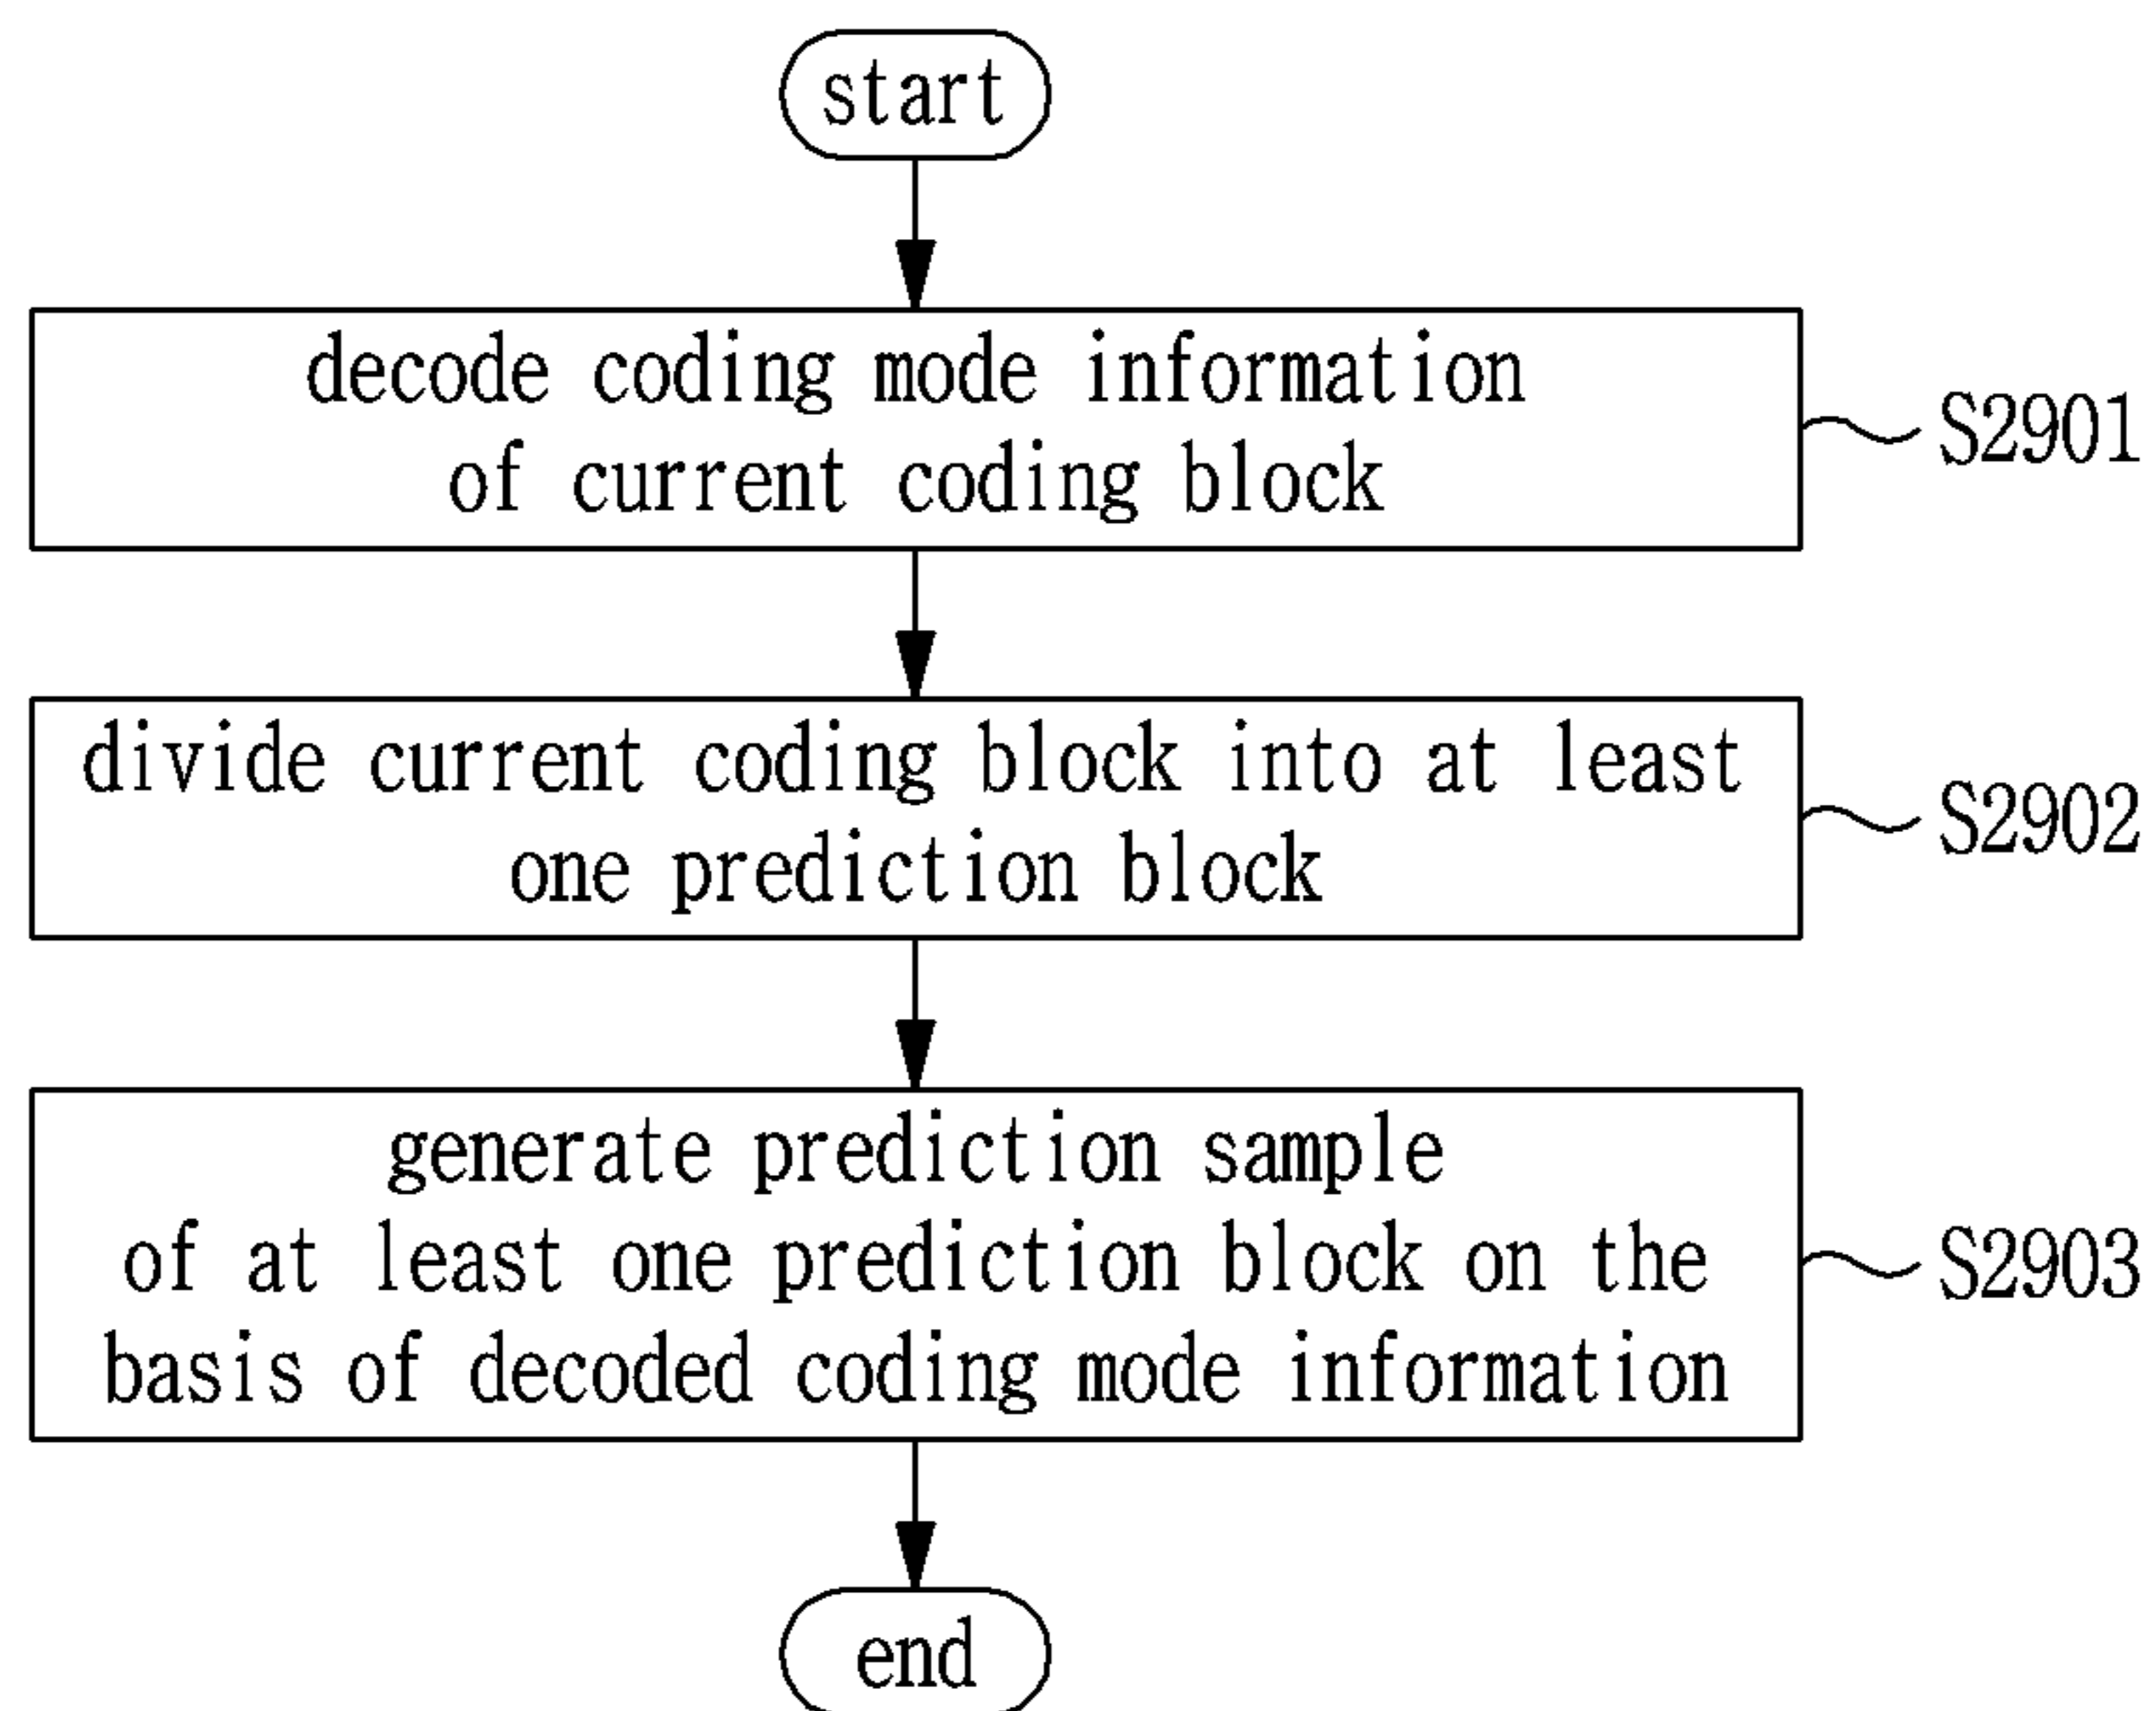 start
decode coding mode information
of current coding block
S2901
divide current coding block into at least
one prediction block
S2902
generate prediction sample
of at least one prediction block on the
basis of decoded coding mode information
S2903
end